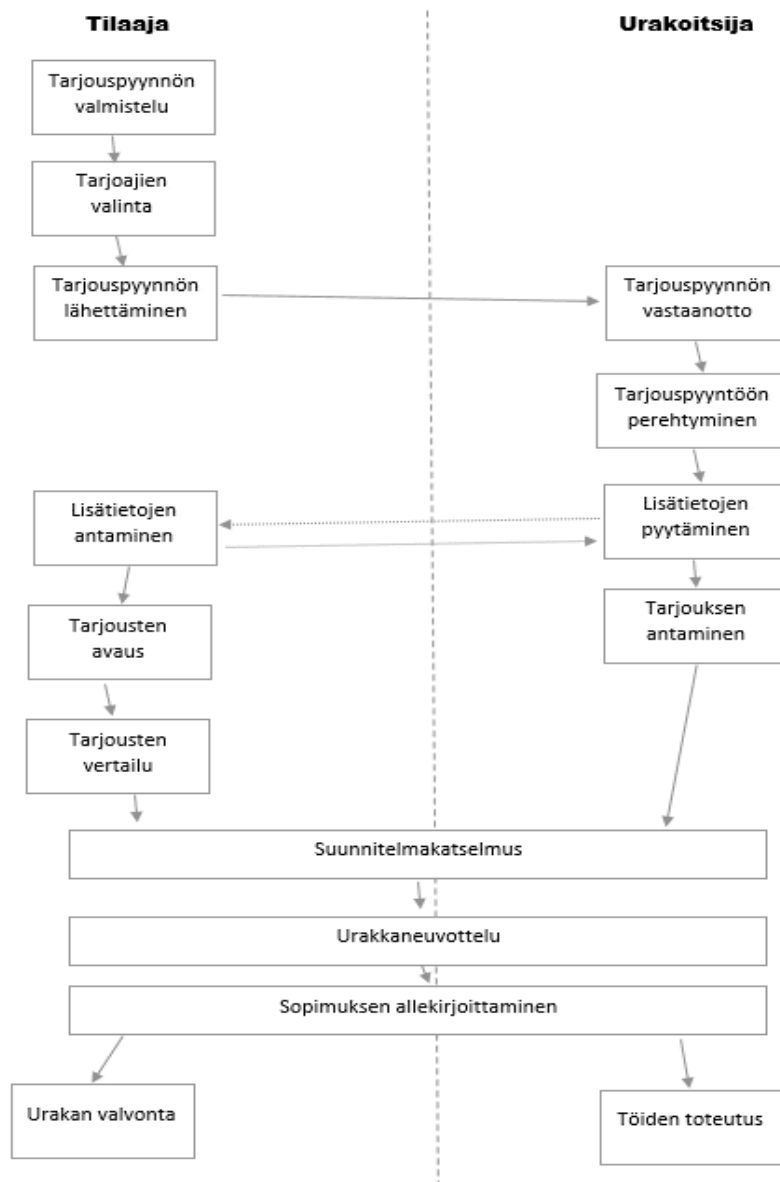 Tilaaja
Urakoitsija
Tarjouspyynnön
valmistelu
Tarjoajien
valinta
Tarjouspyynnön
lähettäminen
Tarjouspyynnön
vastaanotto
Tarjouspyyntöön
perehtyminen
Lisätietojen
antaminen
Lisätietojen
pyytäminen
Tarjousten
avaus
Tarjouksen
antaminen
Tarjousten
vertailu
Suunnitelmakatselmus
Urakkaneuvottelu
Sopimuksen allekirjoittaminen
Urakan valvonta
Töiden toteutus